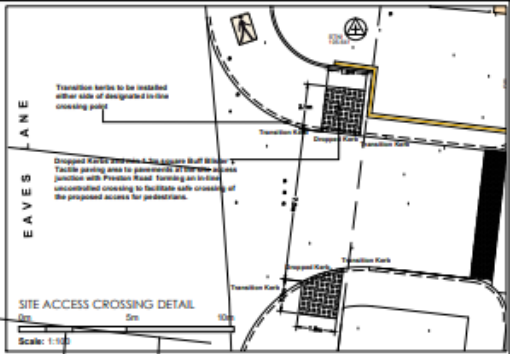 Transition kerbs to be installed
either side of designated in-line
crossing point
EAVES LANE
Transition Kerb
Dropped Kerb
Transition Kerb
Dropped Kerbs and min 1.2m square Buff Blister
Tactile paving area to pavements at the site access
junction with Preston Road forming an in-line
uncontrolled crossing to facilitate safe crossing of
the proposed access for pedestrians.
Dropped Kerb
Transition Kerb
Transition Kerb
SITE ACCESS CROSSING DETAIL
0m 5m 10m
Scale: 1:100